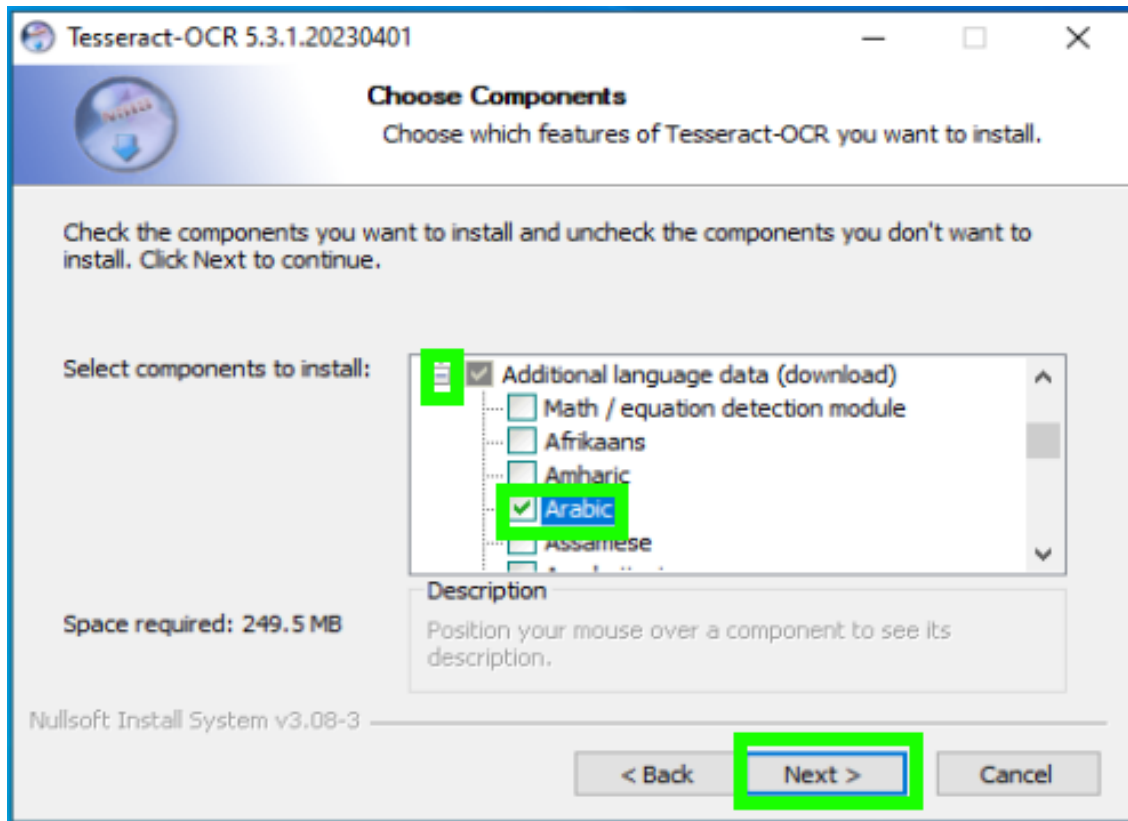 Tesseract-OCR 5.3.1.20230401
Choose Components
Choose which features of Tesseract-OCR you want to install.
Check the components you want to install and uncheck the components you don't want to
install. Click Next to continue.
Select components to install:
Additional language data (download)
Math / equation detection module
Afrikaans
Amharic
Arabic
Assamese
Space required: 249.5 MB
Description
Position your mouse over a component to see its
description.
Nullsoft Install System v3.08-3
< Back
Next >
Cancel